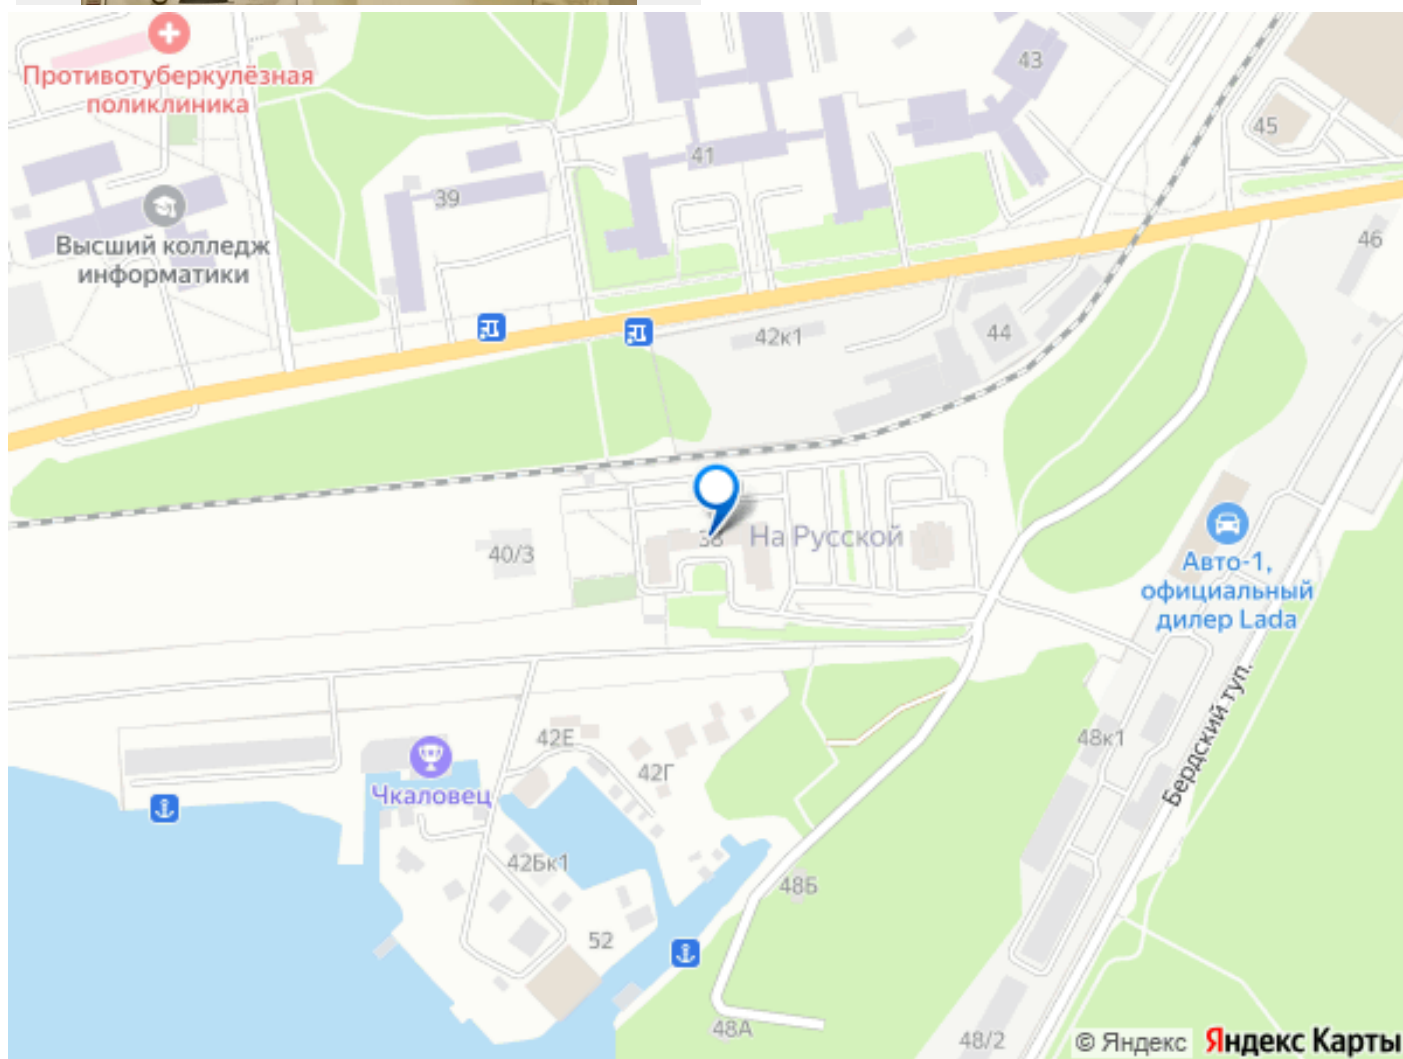 Противотуберкулёзная
поликлиника
43
45
41
39
Высший колледж
информатики
46
42к1
44
38
На Русской
40/3
Авто-1,
официальный
дилер Lada
Бердский туп.
42Е
48к1
42Г
Чкаловец
42Бк1
48Б
52
48А
48/2
© Яндекс Яндекс Карты